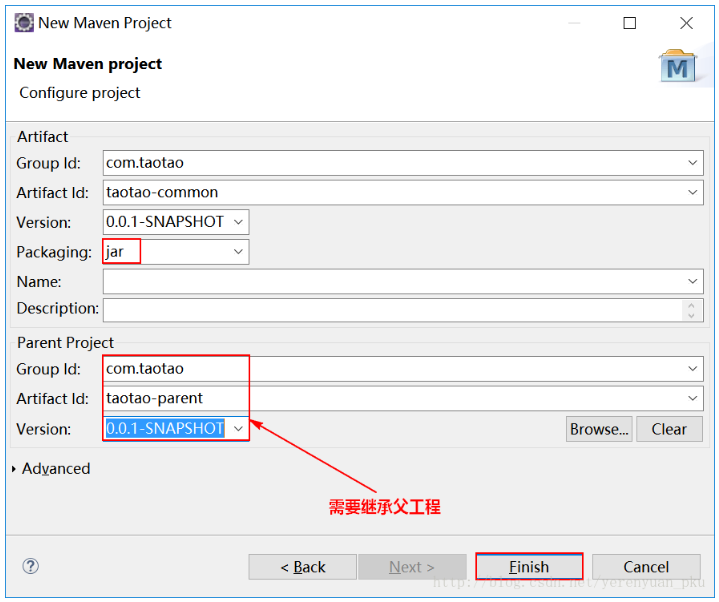 New Maven Project
New Maven project
Configure project
M
Artifact
Group Id: com.taotao
Artifact Id: taotao-common
Version: 0.0.1-SNAPSHOT
Packaging: jar
Name:
Description:
Parent Project
Group Id: com.taotao
Artifact Id: taotao-parent
Version: 0.0.1-SNAPSHOT Browse... Clear
Advanced
需要继承父工程
? < Back Next > Finish Cancel
http://blog.csdn.net/yerenyuan_pku